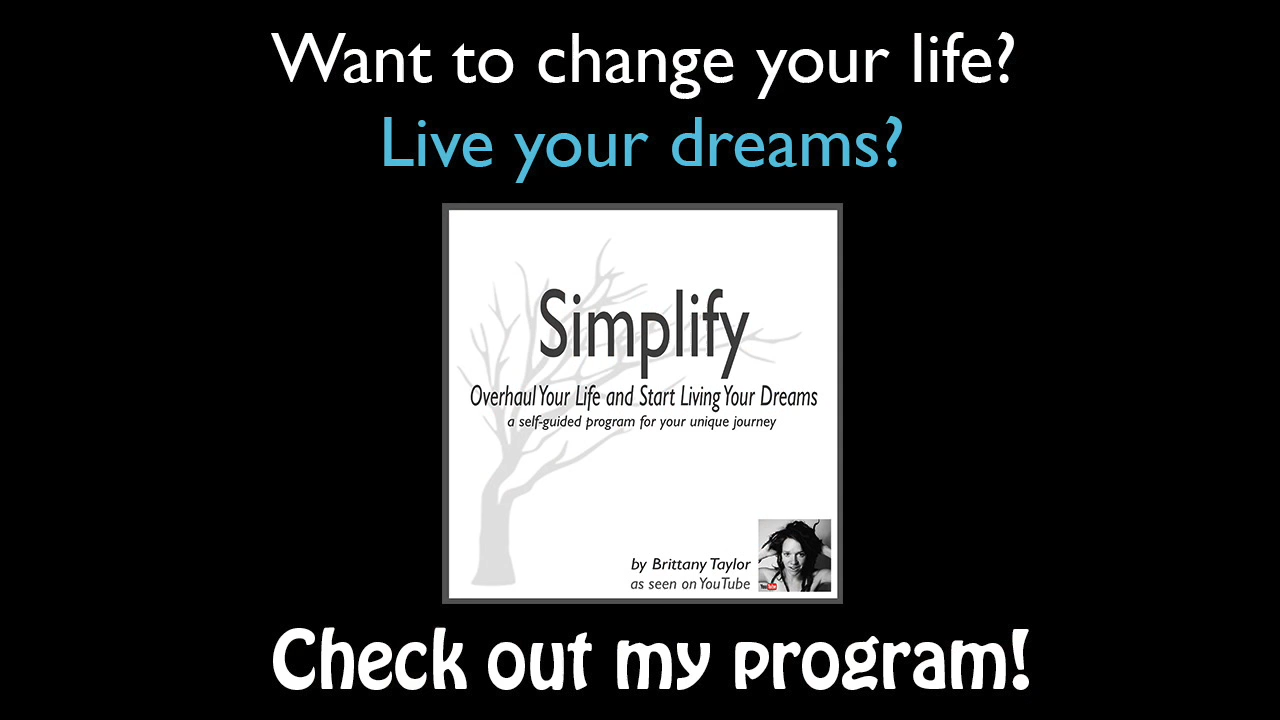 Want to change your life?
Live your dreams?
Simplify
Overhaul Your Life and Start Living Your Dreams
a self-guided program for your unique journey
by Brittany Taylor
as seen on YouTube
YouTube
Check out my program!